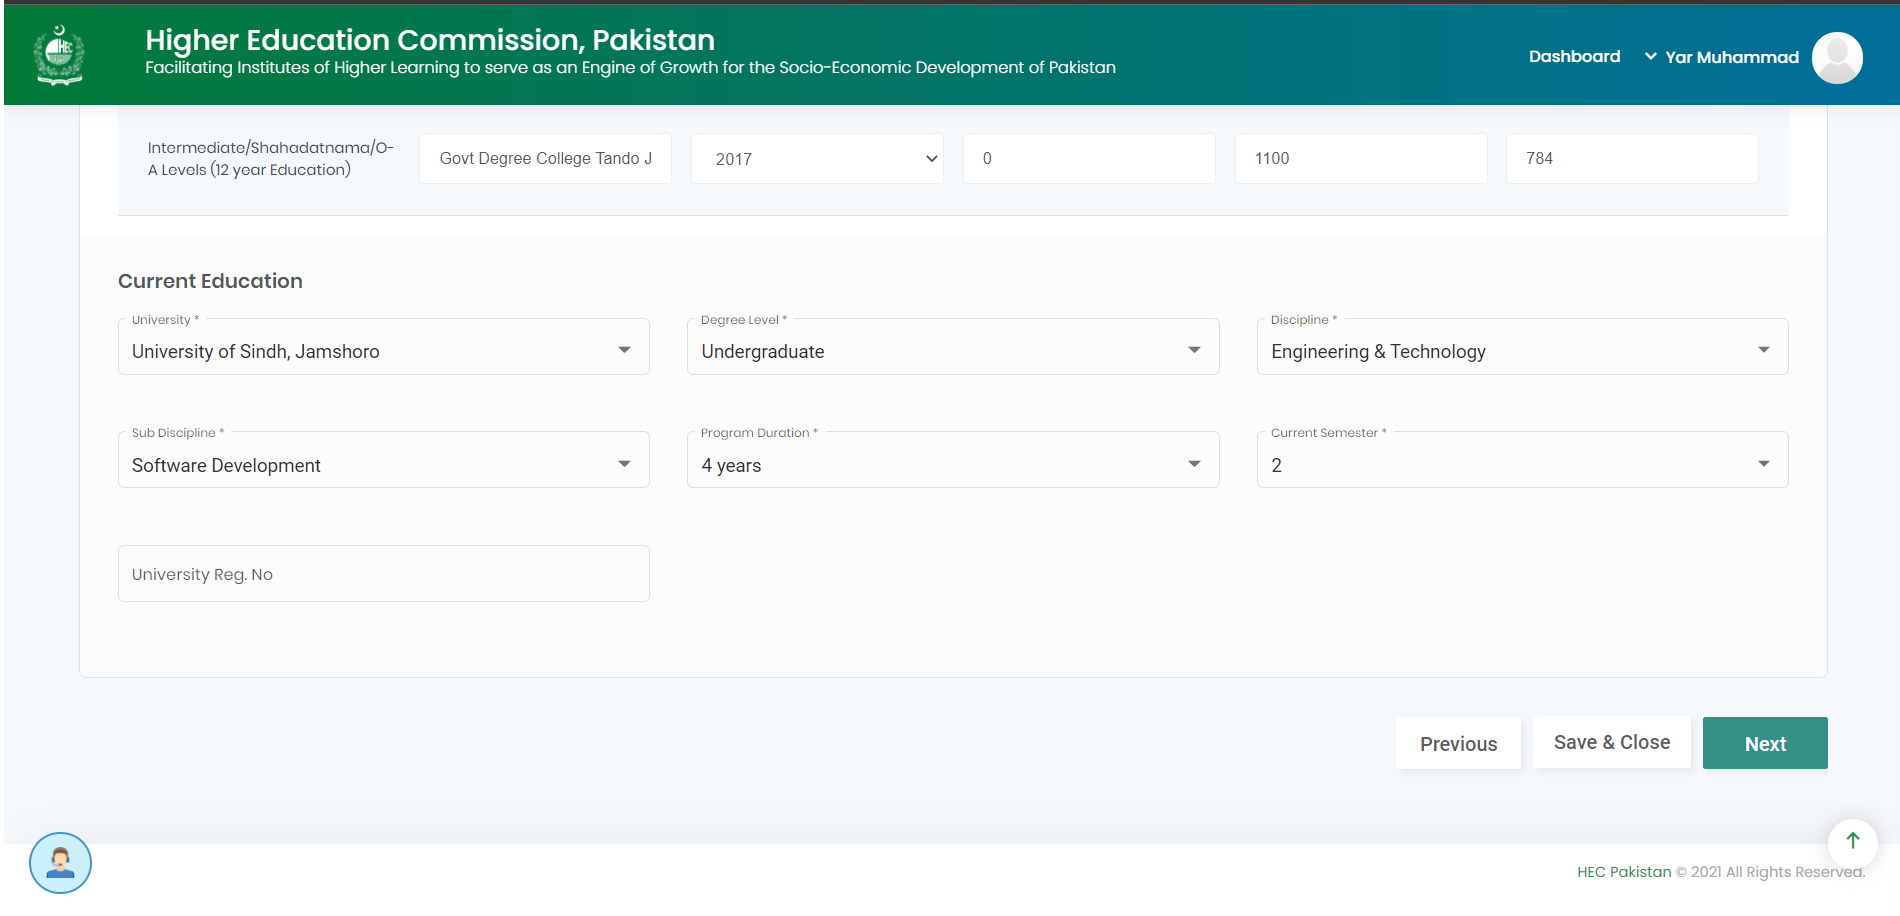 Higher Education Commission, Pakistan
Facilitating Institutes of Higher Learning to serve as an Engine of Growth for the Socio-Economic Development of Pakistan
Dashboard
Yar Muhammad
HEC
Intermediate/Shahadatnama/O-
A Levels (12 year Education)
Govt Degree College Tando J
2017
0
1100
784
Current Education
University *
University of Sindh, Jamshoro
Degree Level *
Undergraduate
Discipline *
Engineering & Technology
Sub Discipline *
Software Development
Program Duration *
4 years
Current Semester *
2
University Reg. No
Previous
Save & Close
Next
HEC Pakistan © 2021 All Rights Reserved.